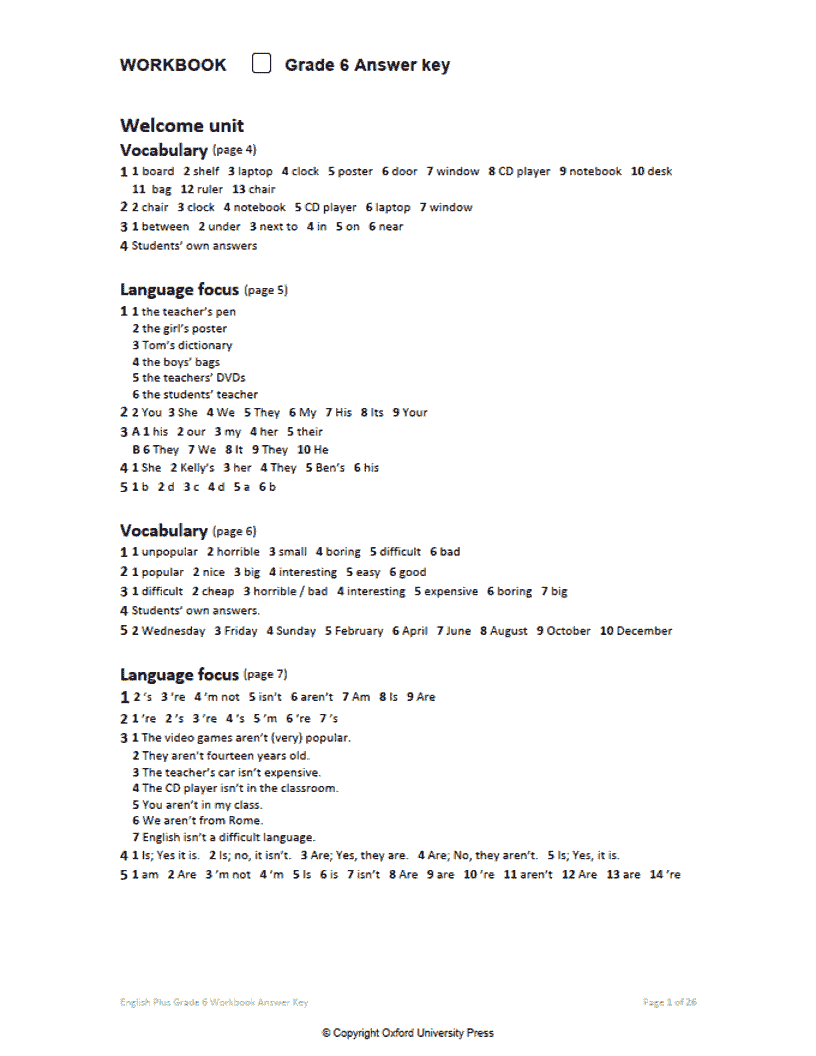 WORKBOOK Grade 6 Answer key
Welcome unit
Vocabulary (page 4)
1 1 board 2 shelf 3 laptop 4 clock 5 poster 6 door 7 window 8 CD player 9 notebook 10 desk
11 bag 12 ruler 13 chair
2 2 chair 3 clock 4 notebook 5 CD player 6 laptop 7 window
3 1 between 2 under 3 next to 4 in 5 on 6 near
4 Students’ own answers
Language focus (page 5)
1 1 the teacher’s pen
2 the girl’s poster
3 Tom’s dictionary
4 the boys’ bags
5 the teachers’ DVDs
6 the students’ teacher
2 2 You 3 She 4 We 5 They 6 My 7 His 8 Its 9 Your
3 A 1 his 2 our 3 my 4 her 5 their
B 6 They 7 We 8 It 9 They 10 He
4 1 She 2 Kelly’s 3 her 4 They 5 Ben’s 6 his
5 1 b 2 d 3 c 4 d 5 a 6 b
Vocabulary (page 6)
1 1 unpopular 2 horrible 3 small 4 boring 5 difficult 6 bad
2 1 popular 2 nice 3 big 4 interesting 5 easy 6 good
3 1 difficult 2 cheap 3 horrible / bad 4 interesting 5 expensive 6 boring 7 big
4 Students’ own answers.
5 2 Wednesday 3 Friday 4 Sunday 5 February 6 April 7 June 8 August 9 October 10 December
Language focus (page 7)
1 2 ’s 3 ’re 4 ’m not 5 isn’t 6 aren’t 7 Am 8 Is 9 Are
2 1 ’re 2 ’s 3 ’re 4 ’s 5 ’m 6 ’re 7 ’s
3 1 The video games aren’t (very) popular.
2 They aren’t fourteen years old.
3 The teacher’s car isn’t expensive.
4 The CD player isn’t in the classroom.
5 You aren’t in my class.
6 We aren’t from Rome.
7 English isn’t a difficult language.
4 1 Is; Yes it is. 2 Is; no, it isn’t. 3 Are; Yes, they are. 4 Are; No, they aren’t. 5 Is; Yes, it is.
5 1 am 2 Are 3 ’m not 4 ’m 5 Is 6 is 7 isn’t 8 Are 9 are 10 ’re 11 aren’t 12 Are 13 are 14 ’re
English Plus Grade 6 Workbook Answer Key Page 1 of 26
© Copyright Oxford University Press